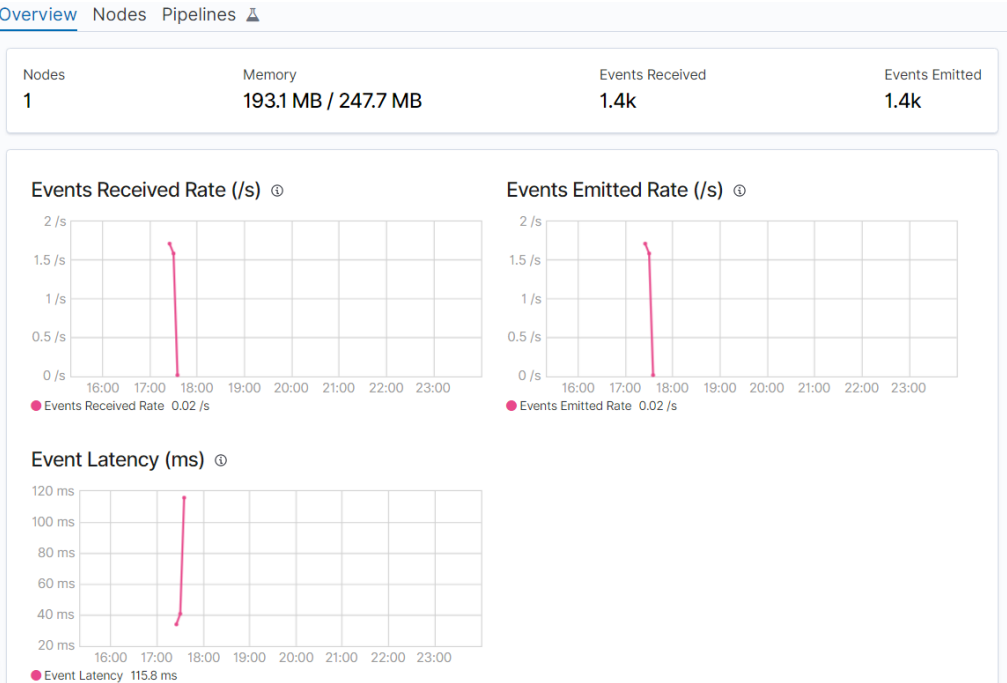 Overview Nodes Pipelines
Nodes Memory Events Received Events Emitted
1 193.1 MB / 247.7 MB 1.4k 1.4k
Events Received Rate (/s)
2 /s
1.5 /s
1 /s
0.5 /s
0 /s
16:00 17:00 18:00 19:00 20:00 21:00 22:00 23:00
Events Received Rate 0.02 /s
Events Emitted Rate (/s)
2 /s
1.5 /s
1 /s
0.5 /s
0 /s
16:00 17:00 18:00 19:00 20:00 21:00 22:00 23:00
Events Emitted Rate 0.02 /s
Event Latency (ms)
120 ms
100 ms
80 ms
60 ms
40 ms
20 ms
16:00 17:00 18:00 19:00 20:00 21:00 22:00 23:00
Event Latency 115.8 ms